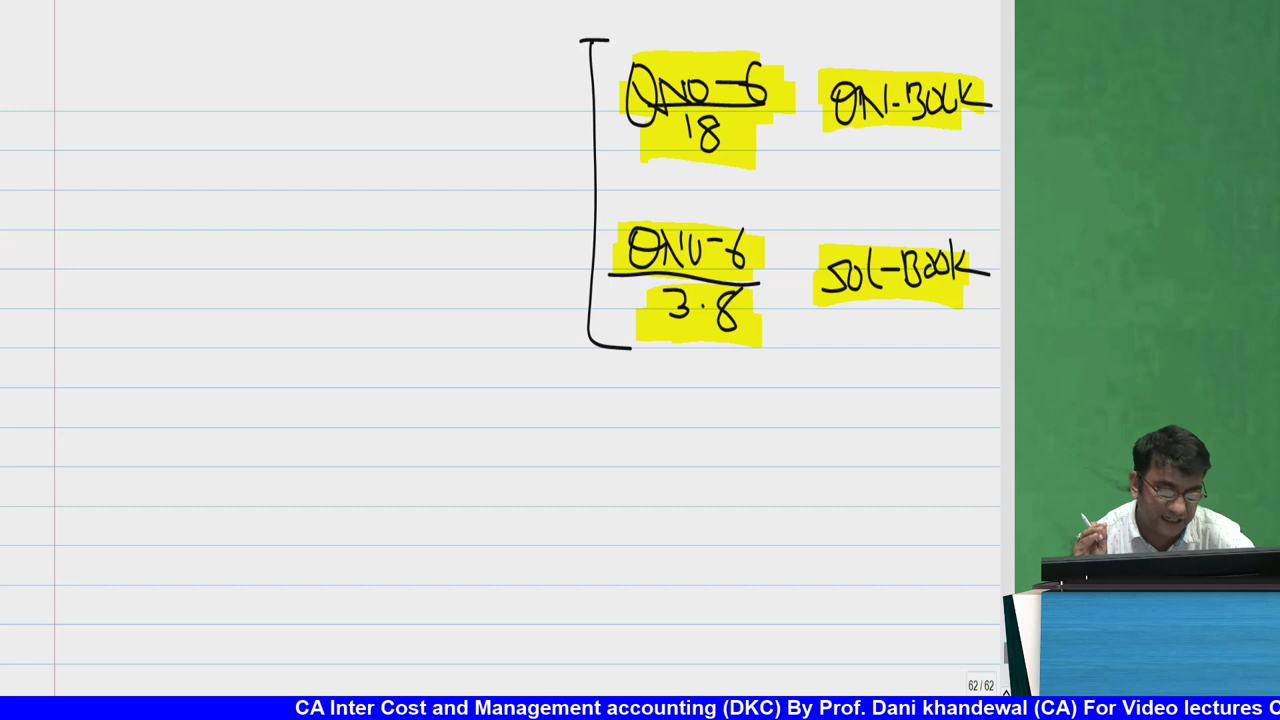 QNO-6 QN-BOOK
18
QNO-6 SOL-BOOK
3.8
62 / 62
CA Inter Cost and Management accounting (DKC) By Prof. Dani khandewal (CA) For Video lectures C